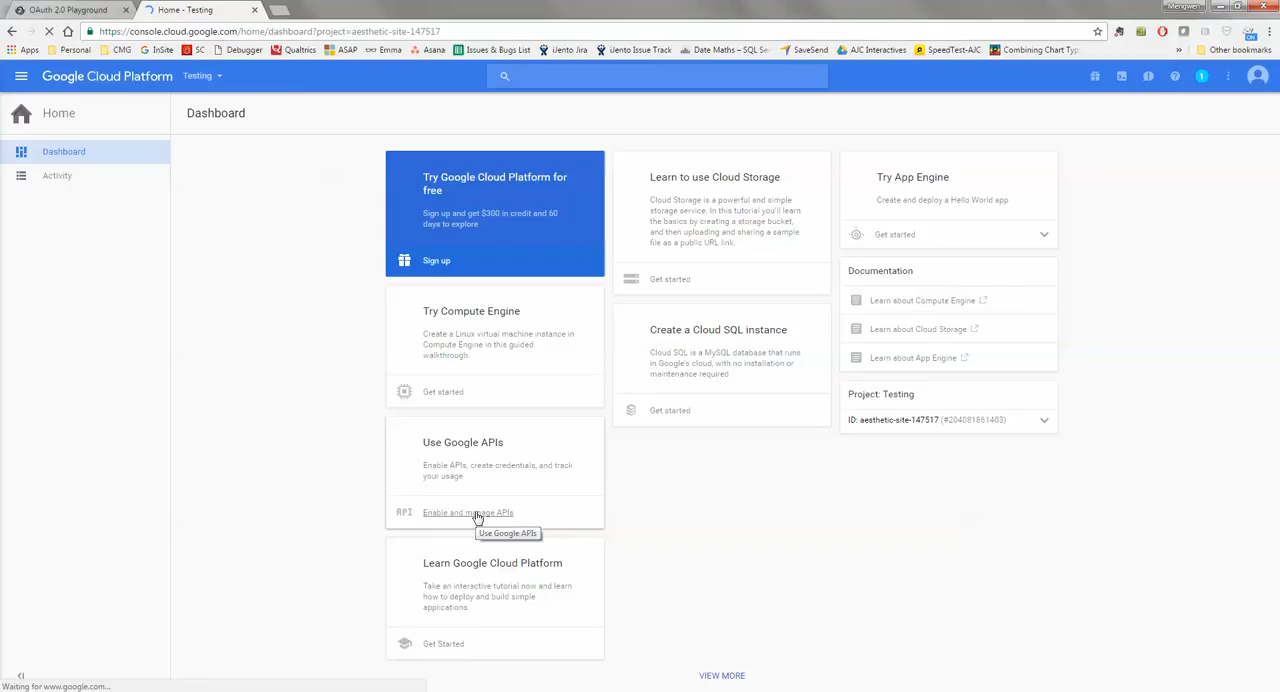 OAuth 2.0 Playground
Home - Testing
Mengwen
https://console.cloud.google.com/home/dashboard?project=aesthetic-site-147517
Apps Personal CMG InSite SC Debugger Qualtrics ASAP Emma Asana Issues & Bugs List iLento Jira iLento Issue Track Date Maths – SQL Se SaveSend AJC Interactives SpeedTest-AJC Combining Chart Typ » Other bookmarks
Google Cloud Platform Testing
1
Home
Dashboard
Dashboard
Activity
Try Google Cloud Platform for
free
Sign up and get $300 in credit and 60
days to explore
Sign up
Try Compute Engine
Create a Linux virtual machine instance in
Compute Engine in this guided
walkthrough.
Get started
Use Google APIs
Enable APIs, create credentials, and track
your usage
API Enable and manage APIs
Use Google APIs
Learn Google Cloud Platform
Take an interactive tutorial now and learn
how to deploy and build simple
applications.
Get Started
Learn to use Cloud Storage
Cloud Storage is a powerful and simple
storage service. In this tutorial you'll learn
the basics by creating a storage bucket,
and then uploading and sharing a sample
file as a public URL link.
Get started
Create a Cloud SQL instance
Cloud SQL is a MySQL database that runs
in Google's cloud, with no installation or
maintenance required
Get started
Try App Engine
Create and deploy a Hello World app
Get started
Documentation
Learn about Compute Engine
Learn about Cloud Storage
Learn about App Engine
Project: Testing
ID: aesthetic-site-147517 (#204081861403)
VIEW MORE
Waiting for www.google.com...